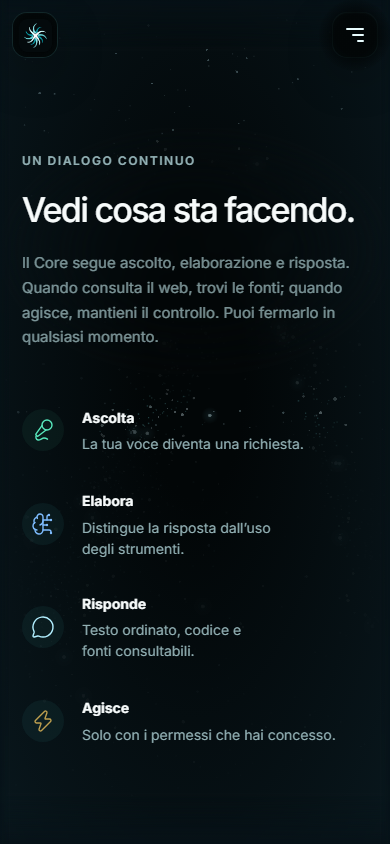 UN DIALOGO CONTINUO
Vedi cosa sta facendo.
Il Core segue ascolto, elaborazione e risposta.
Quando consulta il web, trovi le fonti; quando
agisce, mantieni il controllo. Puoi fermarlo in
qualsiasi momento.
Ascolta
La tua voce diventa una richiesta.
Elabora
Distingue la risposta dall’uso
degli strumenti.
Risponde
Testo ordinato, codice e
fonti consultabili.
Agisce
Solo con i permessi che hai concesso.